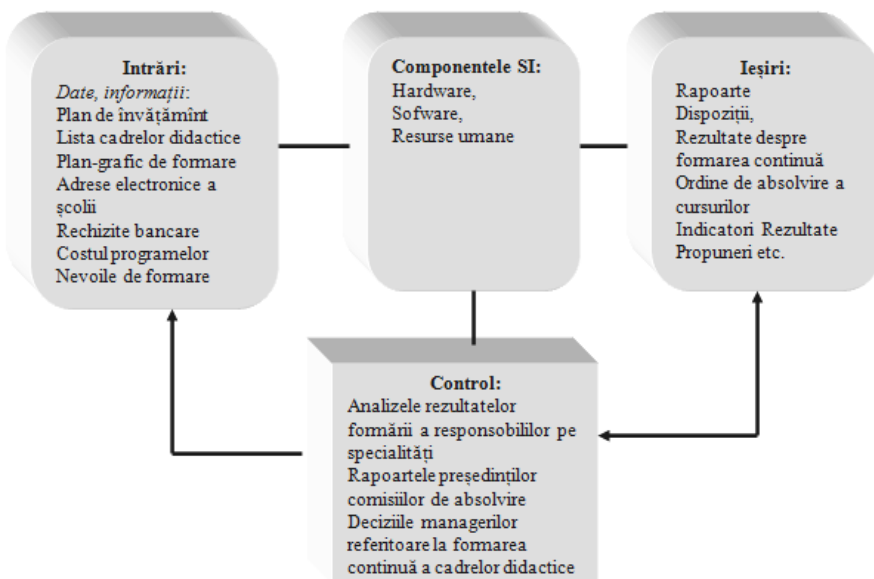 Intrări:
Date, informații:
Plan de învățămînt
Lista cadrelor didactice
Plan-grafic de formare
Adrese electronice a
școlii
Rechizite bancare
Costul programelor
Nevoile de formare
Componentele SI:
Hardware,
Sofware,
Resurse umane
Ieșiri:
Rapoarte
Dispoziții,
Rezultate despre
formarea continuă
Ordine de absolvire a
cursurilor
Indicatori Rezultate
Propuneri etc.
Control:
Analizele rezultatelor
formării a responsobililor pe
specialități
Rapoartele președinților
comisiilor de absolvire
Deciziile managerilor
referitoare la formarea
continuă a cadrelor didactice